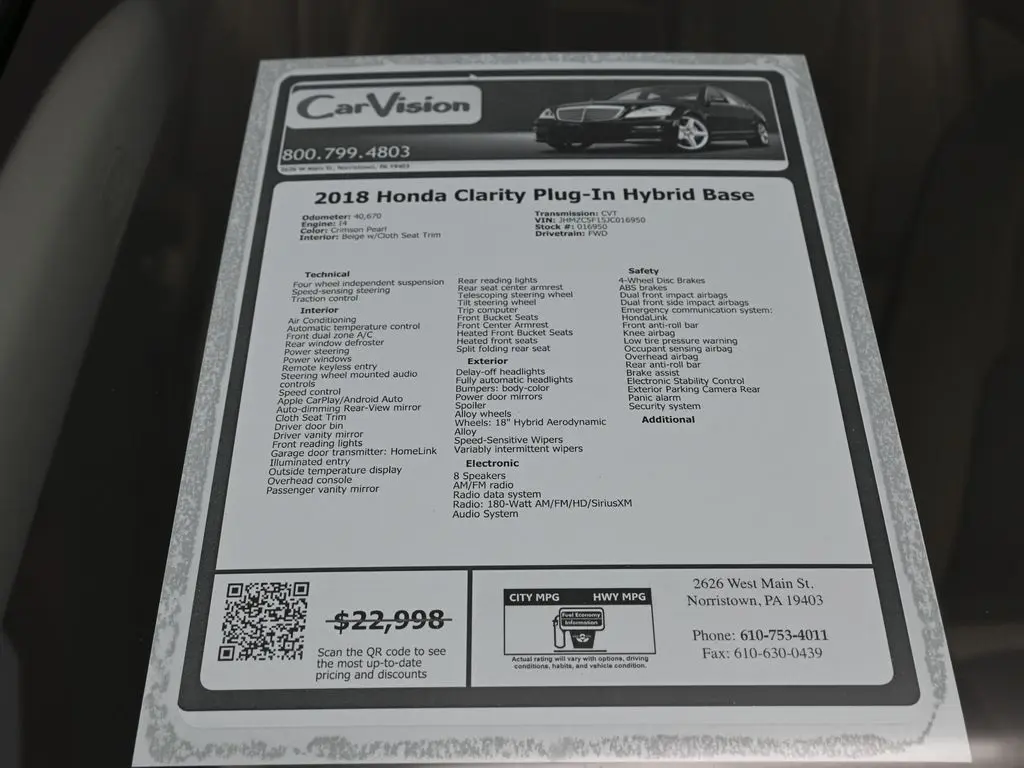 CarVision
800.799.4803
2626 W Main St, Norristown, PA 19403
2018 Honda Clarity Plug-In Hybrid Base
Odometer: 40,670
Engine: I4
Color: Crimson Pearl
Interior: Beige w/Cloth Seat Trim
Transmission: CVT
VIN: JHMZC5F15JC016950
Stock #: 016950
Drivetrain: FWD
Technical
Four wheel independent suspension
Speed-sensing steering
Traction control
Interior
Air Conditioning
Automatic temperature control
Front dual zone A/C
Rear window defroster
Power steering
Power windows
Remote keyless entry
Steering wheel mounted audio
controls
Speed control
Apple CarPlay/Android Auto
Auto-dimming Rear-View mirror
Cloth Seat Trim
Driver door bin
Driver vanity mirror
Front reading lights
Garage door transmitter: HomeLink
Illuminated entry
Outside temperature display
Overhead console
Passenger vanity mirror
Rear reading lights
Rear seat center armrest
Telescoping steering wheel
Tilt steering wheel
Trip computer
Front Bucket Seats
Front Center Armrest
Heated Front Bucket Seats
Heated front seats
Split folding rear seat
Exterior
Delay-off headlights
Fully automatic headlights
Bumpers: body-color
Power door mirrors
Spoiler
Alloy wheels
Wheels: 18" Hybrid Aerodynamic
Alloy
Speed-Sensitive Wipers
Variably intermittent wipers
Electronic
8 Speakers
AM/FM radio
Radio data system
Radio: 180-Watt AM/FM/HD/SiriusXM
Audio System
Safety
4-Wheel Disc Brakes
ABS brakes
Dual front impact airbags
Dual front side impact airbags
Emergency communication system:
HondaLink
Front anti-roll bar
Knee airbag
Low tire pressure warning
Occupant sensing airbag
Overhead airbag
Rear anti-roll bar
Brake assist
Electronic Stability Control
Exterior Parking Camera Rear
Panic alarm
Security system
Additional
$22,998
Scan the QR code to see
the most up-to-date
pricing and discounts
CITY MPG
HWY MPG
Fuel Economy
Information
Actual rating will vary with options, driving
conditions, habits, and vehicle condition.
2626 West Main St.
Norristown, PA 19403
Phone: 610-753-4011
Fax: 610-630-0439